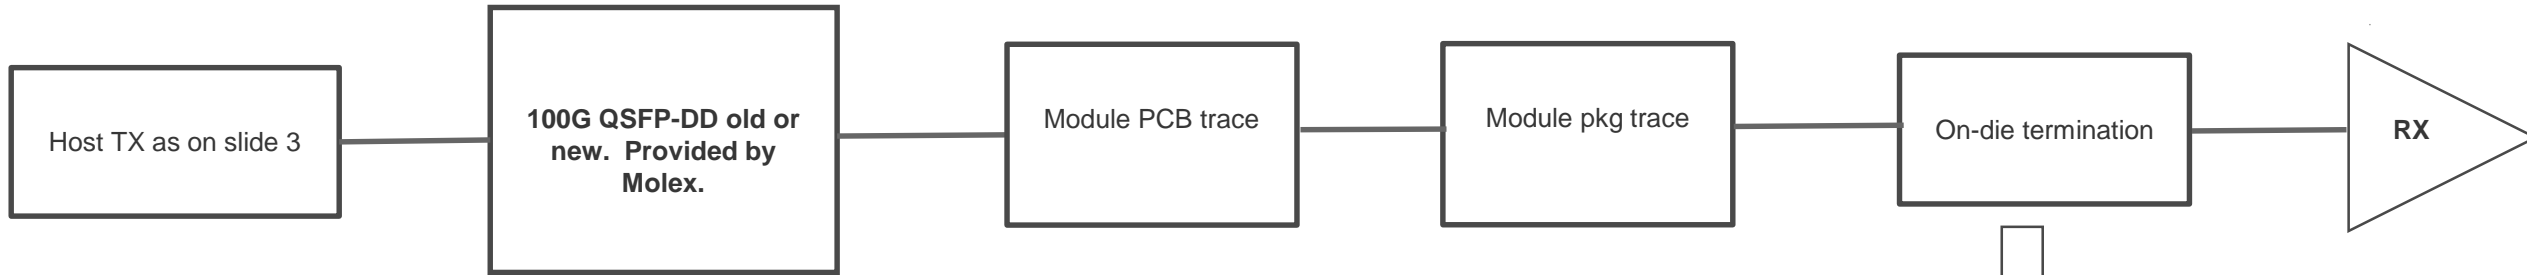 Host TX as on slide 3
100G QSFP-DD old or
new.  Provided by
Molex.
Module PCB trace
Module pkg trace
On-die termination
RX